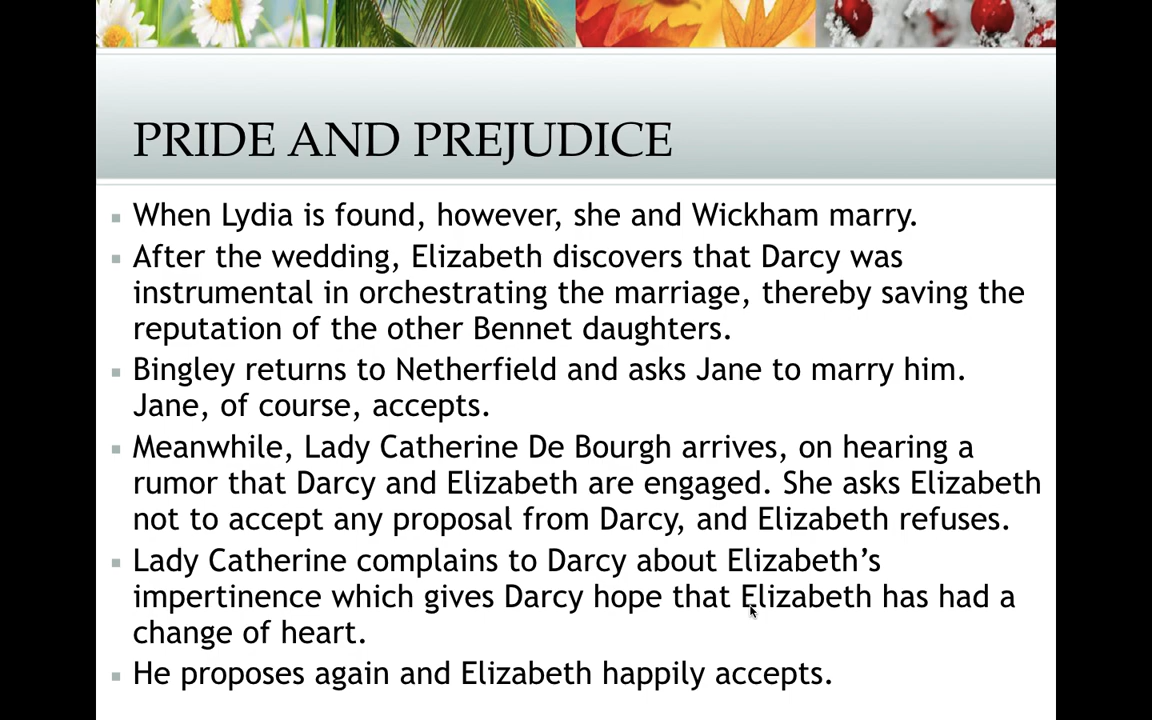 PRIDE AND PREJUDICE
When Lydia is found, however, she and Wickham marry.
After the wedding, Elizabeth discovers that Darcy was
instrumental in orchestrating the marriage, thereby saving the
reputation of the other Bennet daughters.
Bingley returns to Netherfield and asks Jane to marry him.
Jane, of course, accepts.
Meanwhile, Lady Catherine De Bourgh arrives, on hearing a
rumor that Darcy and Elizabeth are engaged. She asks Elizabeth
not to accept any proposal from Darcy, and Elizabeth refuses.
Lady Catherine complains to Darcy about Elizabeth’s
impertinence which gives Darcy hope that Elizabeth has had a
change of heart.
He proposes again and Elizabeth happily accepts.